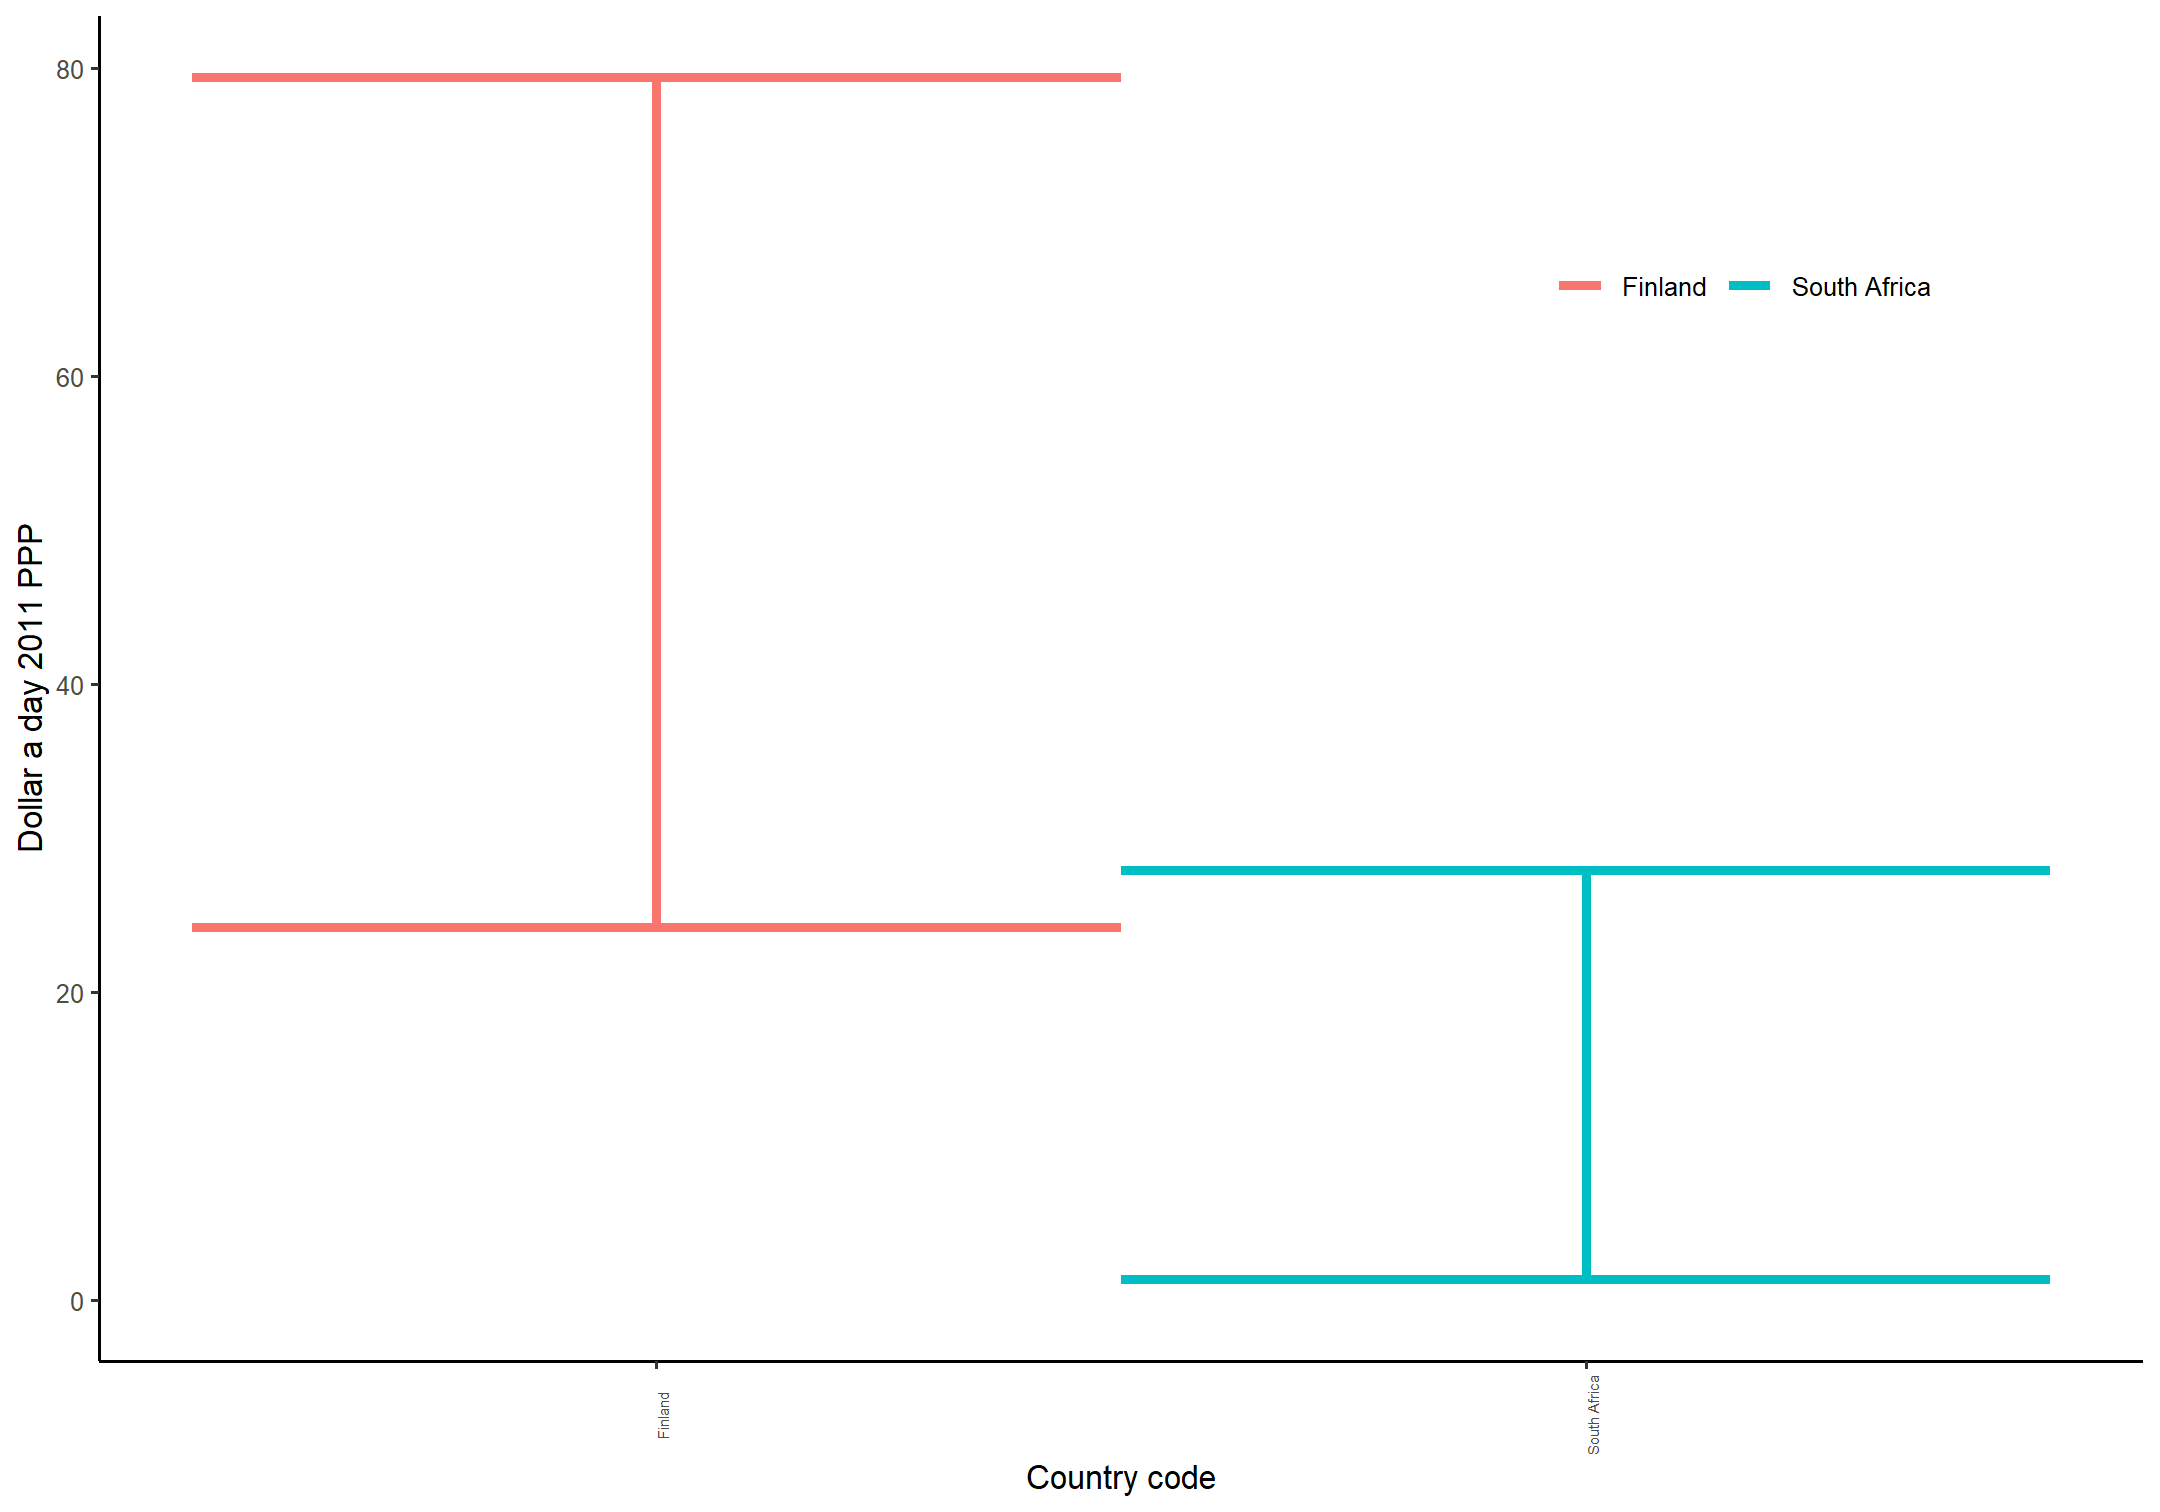 80
60
40
20
0
Dollar a day 2011 PPP
Finland
South Africa
Finland
South Africa
Country code